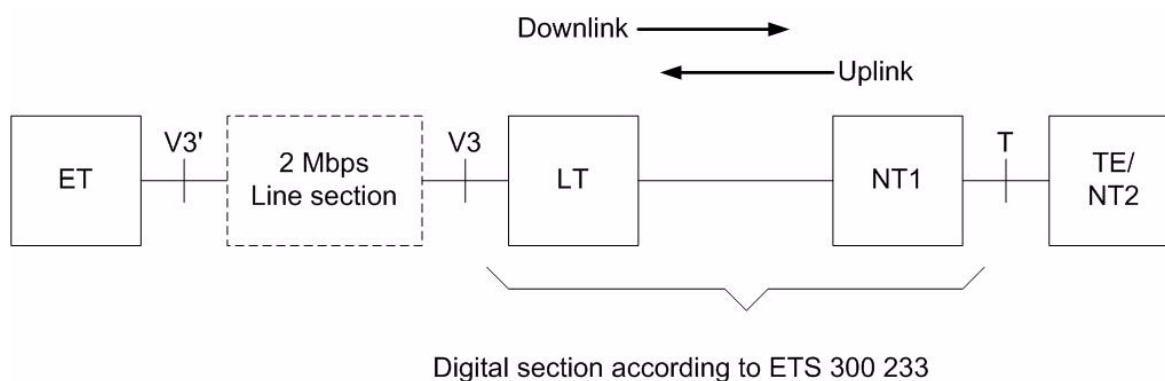 Downlink
Uplink
ET
V3'
2 Mbps
Line section
V3
LT
NT1
T
TE/
NT2
Digital section according to ETS 300 233